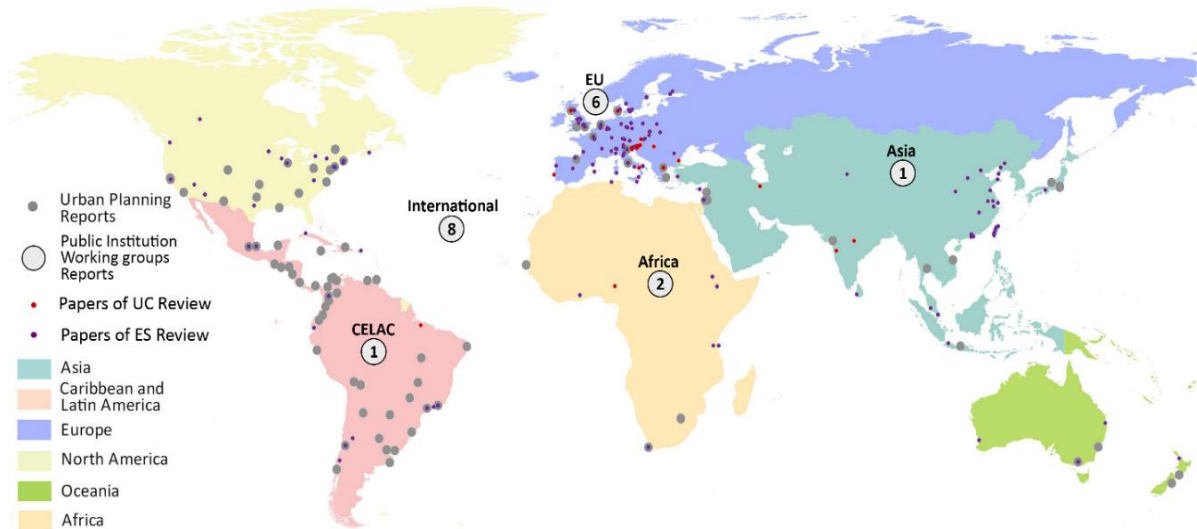 EU
6
Asia
1
International
8
Africa
2
CELAC
1
Urban Planning
Reports
Public Institution
Working groups
Reports
Papers of UC Review
Papers of ES Review
Asia
Caribbean and
Latin America
Europe
North America
Oceania
Africa